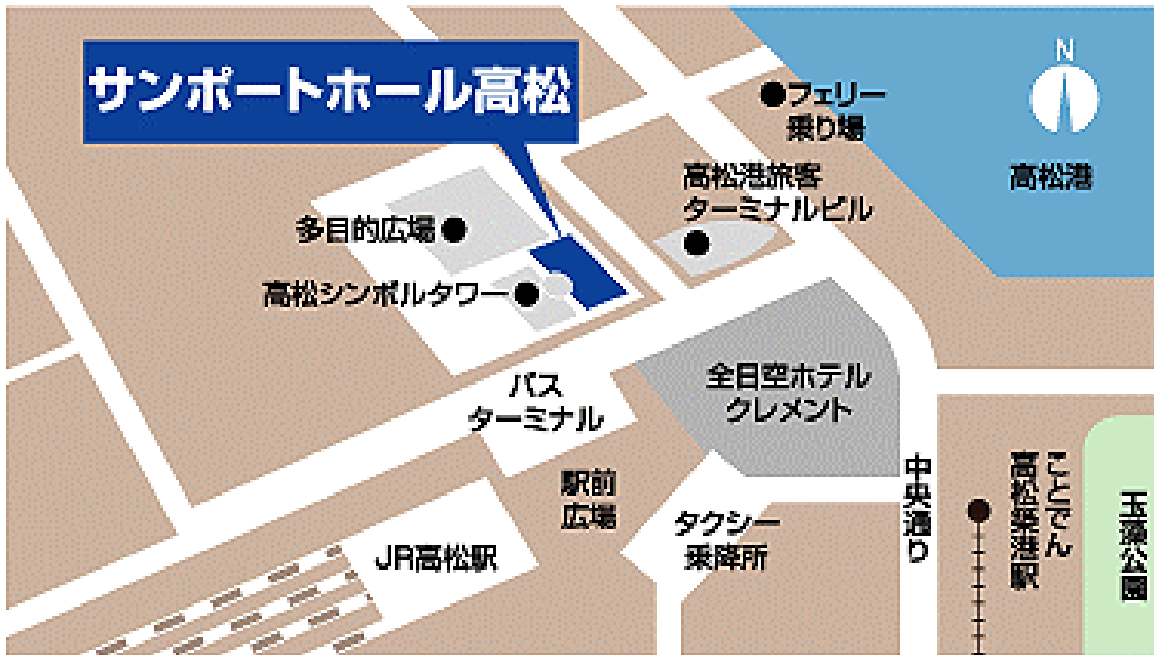 サンポートホール高松
N
フェリー
乗り場
高松港
高松港旅客
ターミナルビル
多目的広場
高松シンボルタワー
バス
ターミナル
全日空ホテル
クレメント
駅前
広場
タクシー
乗降所
JR高松駅
中央通り
ことでん
高松築港駅
玉藻公園